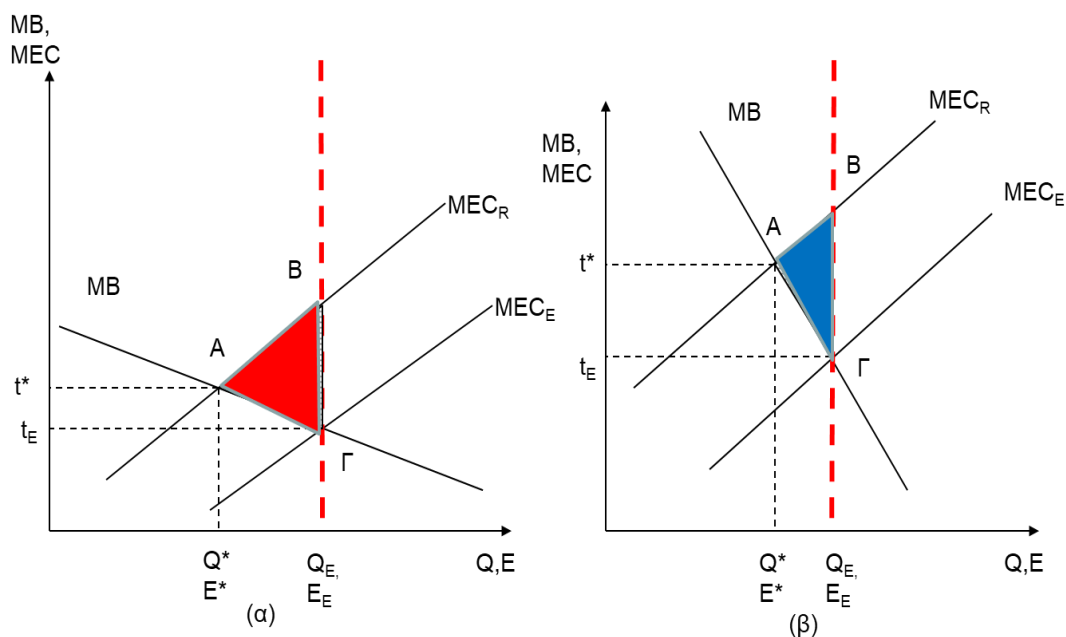 MB,
MEC
MEC_R
B
MEC_E
MB
A
t*
t_E
Γ
Q*
E*
Q_E,
E_E
Q,E
(α)
MB,
MEC
MB
MEC_R
B
MEC_E
A
t*
t_E
Γ
Q*
E*
Q_E,
E_E
Q,E
(β)